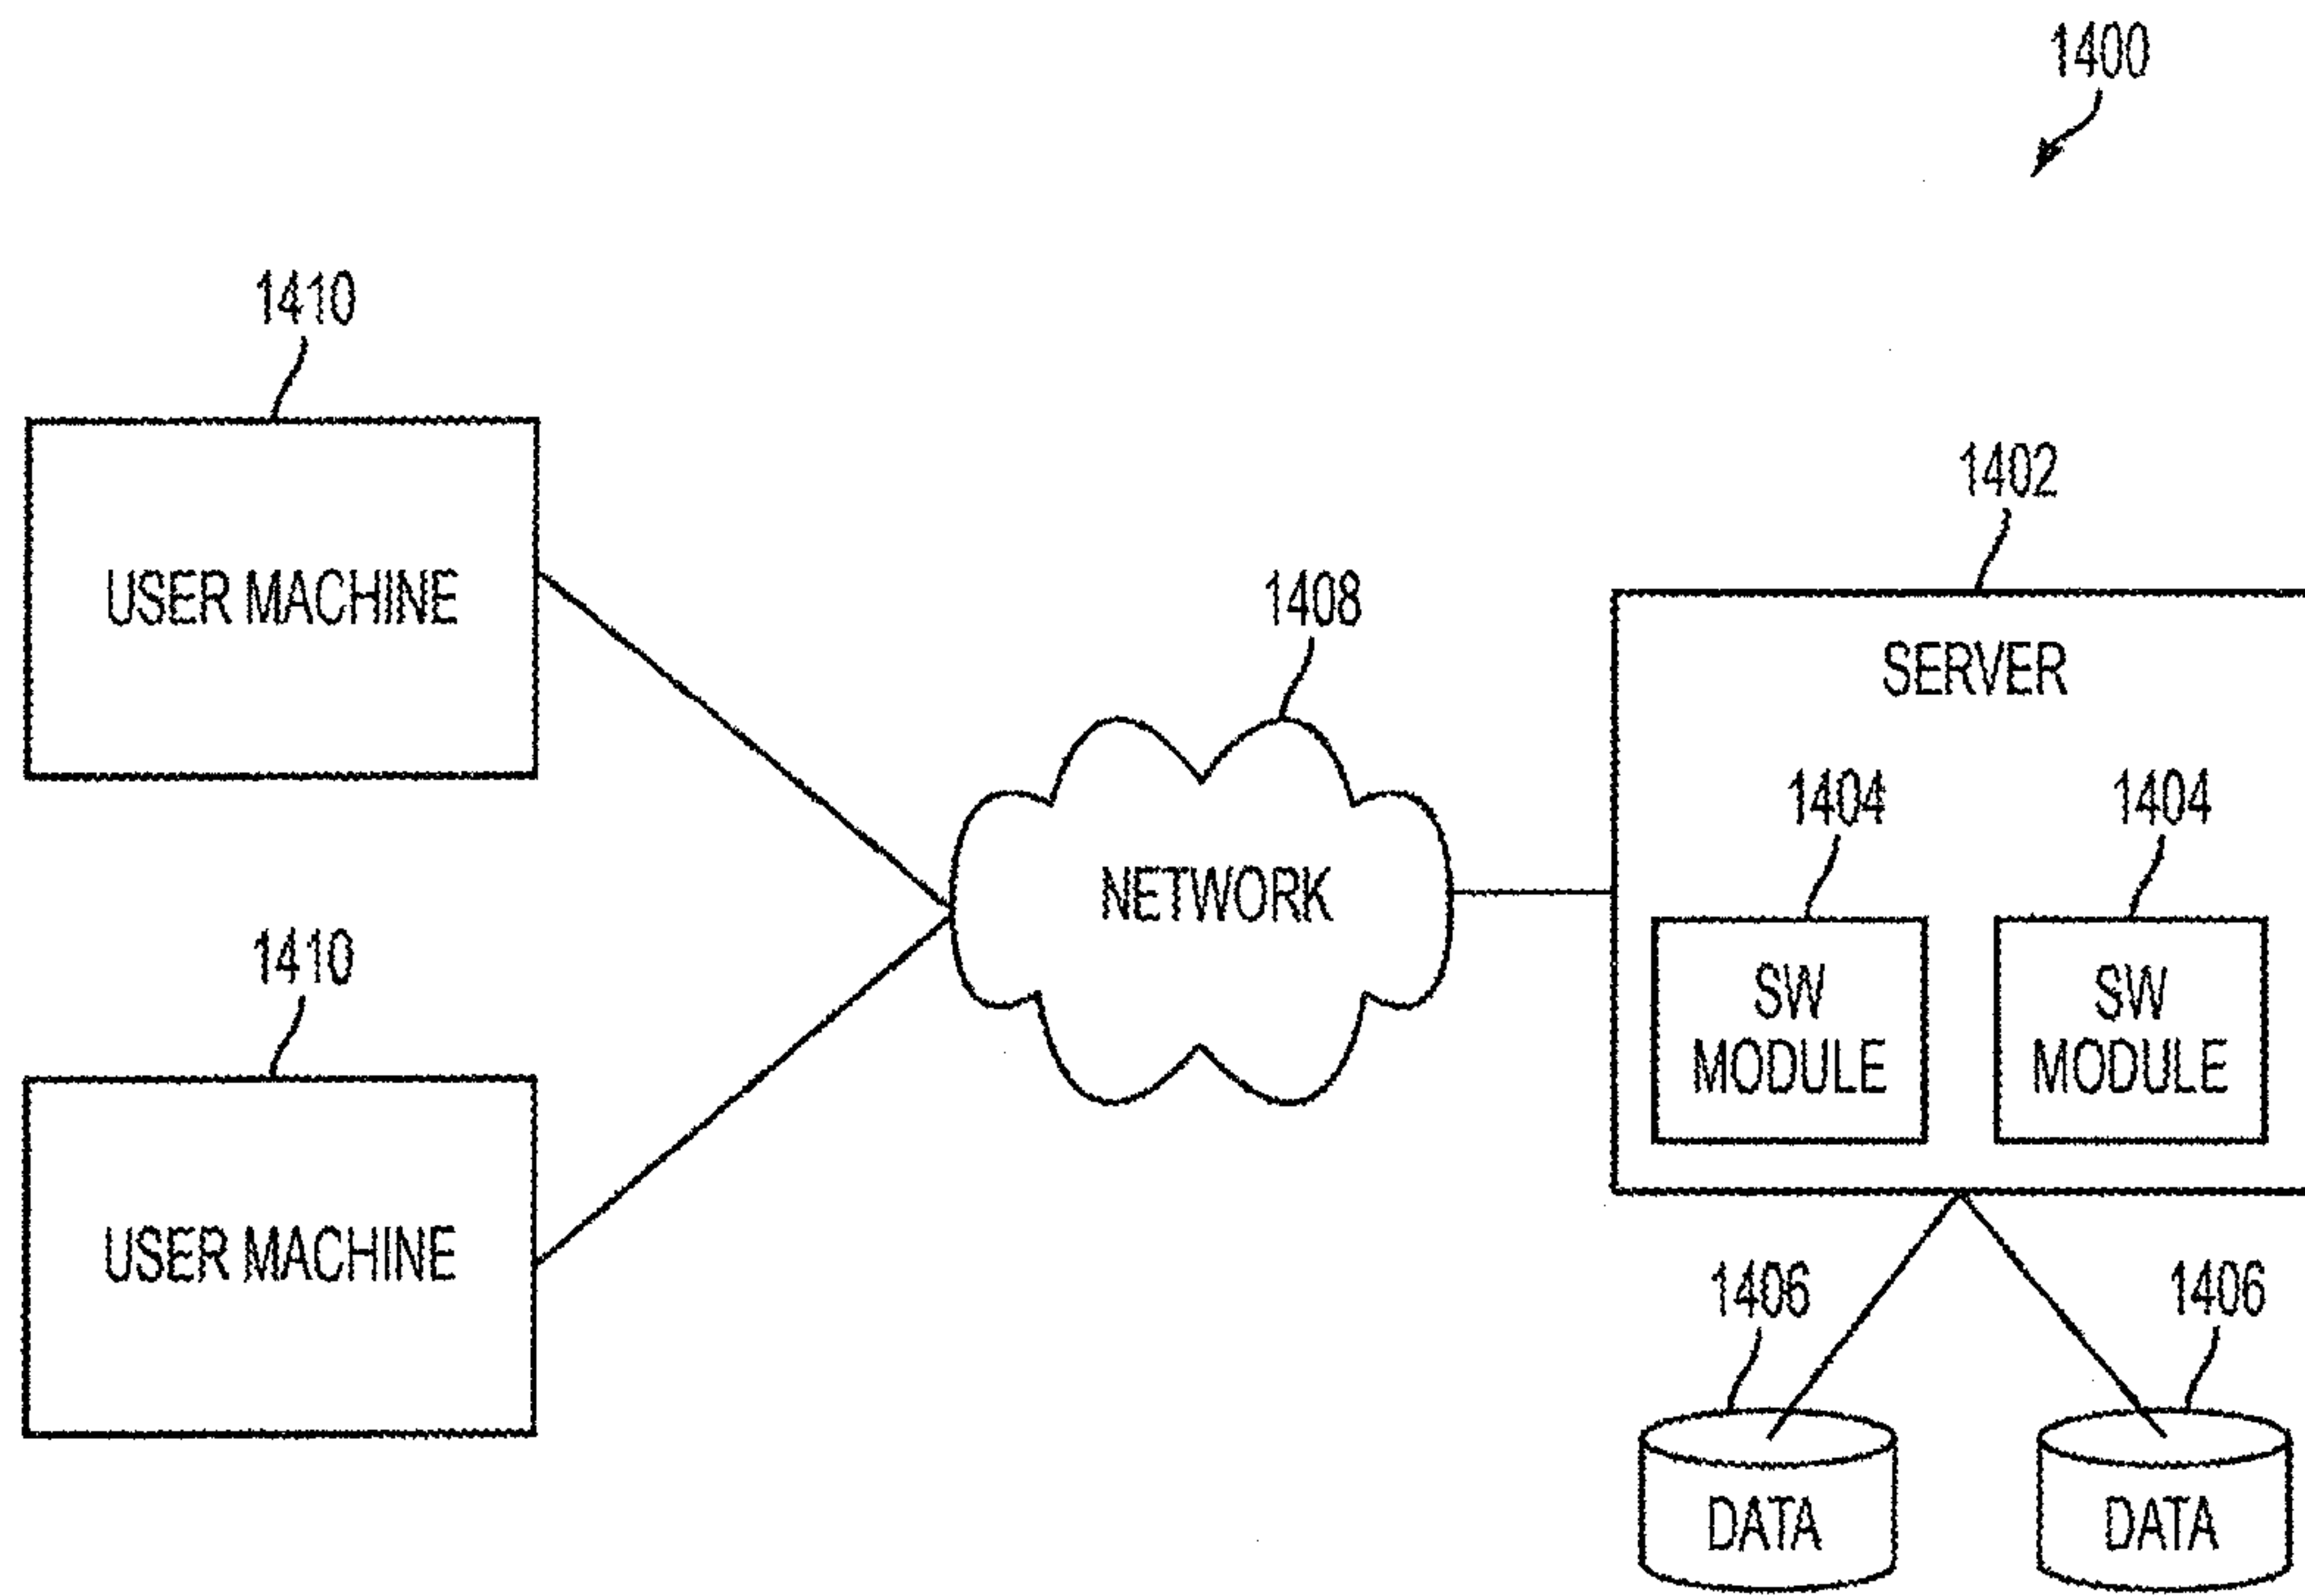 1400
1410
USER MACHINE
1402
SERVER
1408
NETWORK
1404
1404
SW
MODULE
SW
MODULE
1410
USER MACHINE
1406
1406
DATA
DATA